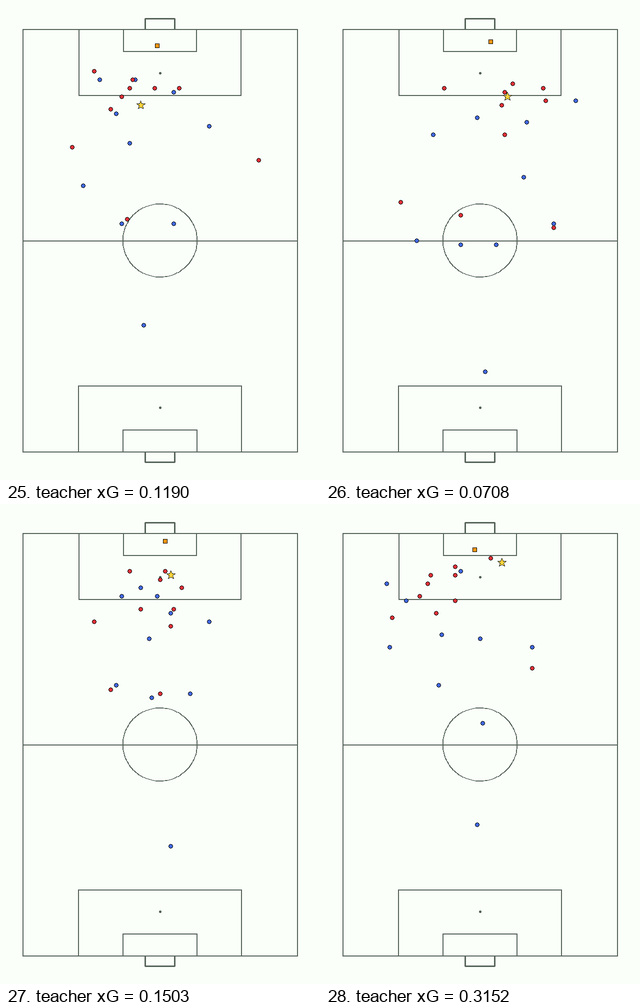 25. teacher xG = 0.1190
26. teacher xG = 0.0708
27. teacher xG = 0.1503
28. teacher xG = 0.3152